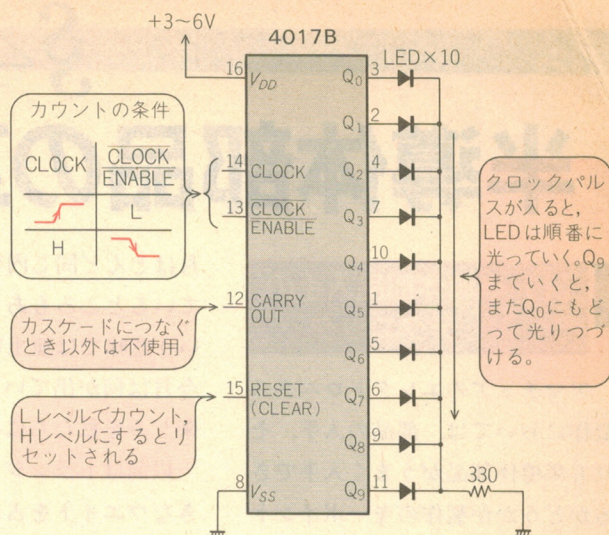 +3~6V
4017B
LED×10
16
V_DD
Q0
3
Q1
2
カウントの条件
CLOCK
CLOCK
ENABLE
L
H
14
CLOCK
Q2
4
13
CLOCK
ENABLE
Q3
7
Q4
10
12
CARRY
OUT
Q5
1
Q6
5
カスケードにつなぐ
とき以外は不使用
15
RESET
(CLEAR)
Q7
6
Lレベルでカウント,
Hレベルにするとリ
セットされる
Q8
9
8
V_SS
Q9
11
330
クロックパル
スが入ると,
LEDは順番に
光っていく。Q9
までいくと,
またQ0にもど
って光りつづ
ける。